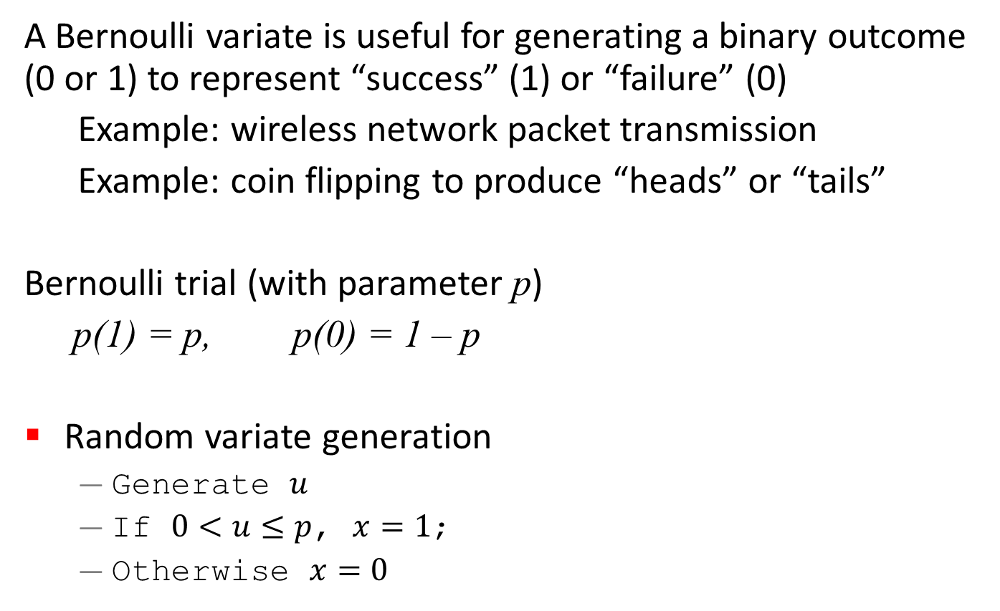 A Bernoulli variate is useful for generating a binary outcome
(0 or 1) to represent “success” (1) or “failure” (0)
Example: wireless network packet transmission
Example: coin flipping to produce “heads” or “tails”
Bernoulli trial (with parameter p)
p(1) = p, p(0) = 1 – p
▪ Random variate generation
– Generate u
– If 0 < u ≤ p, x = 1;
– Otherwise x = 0